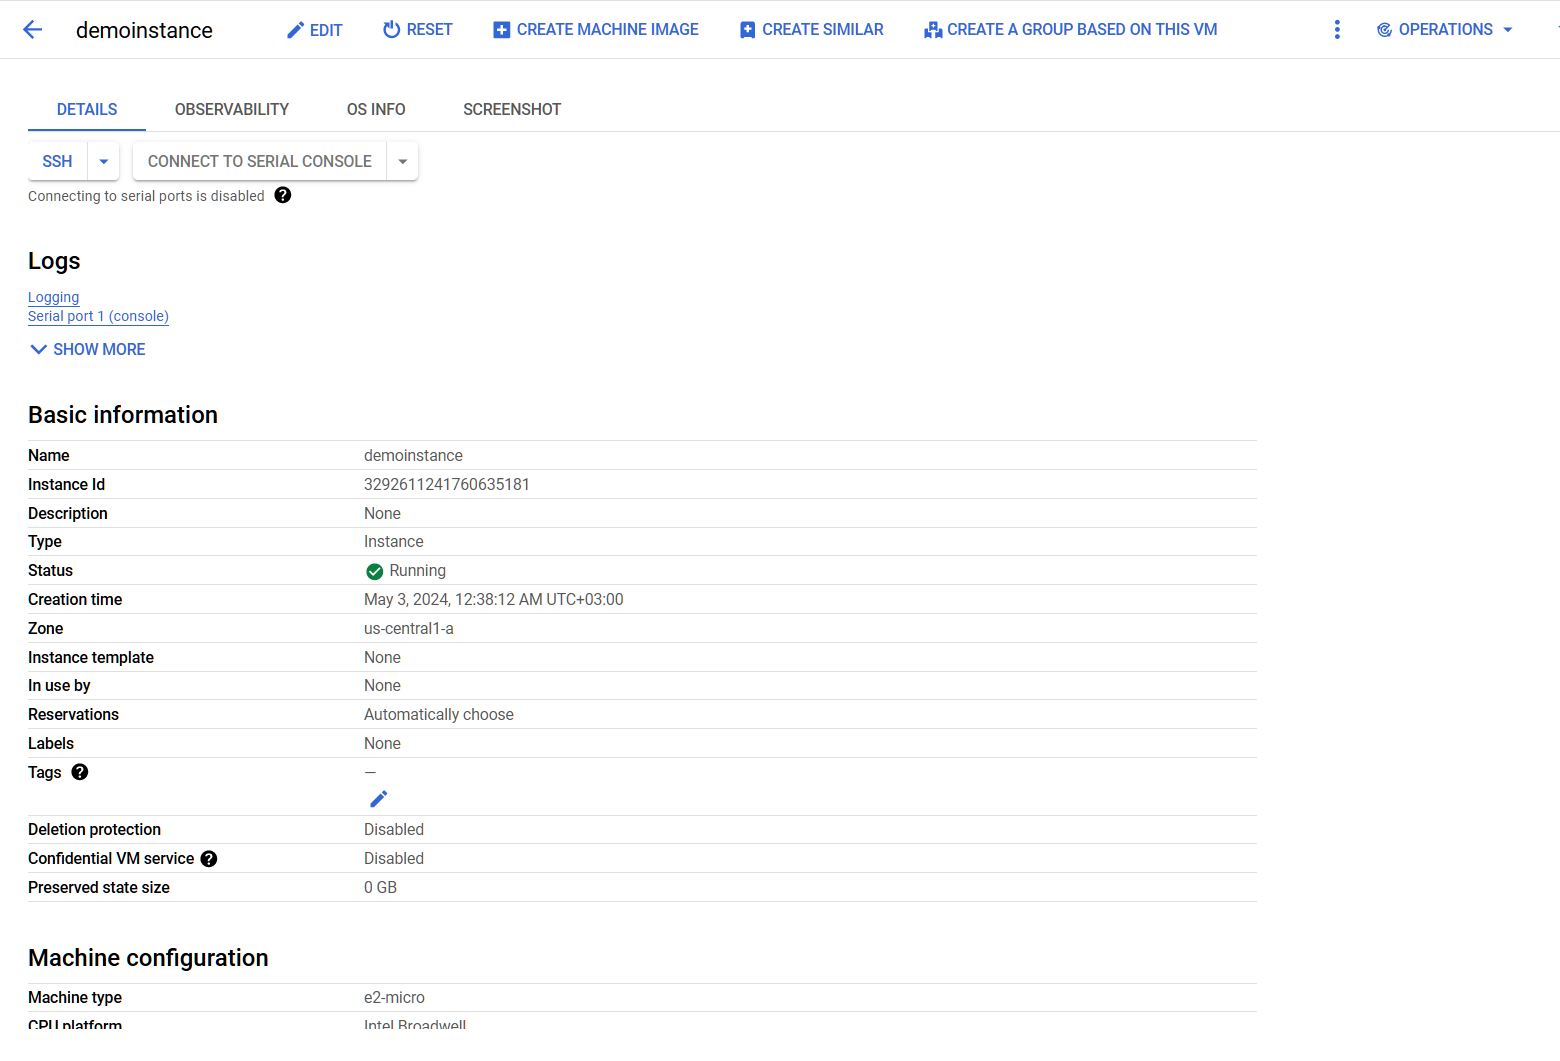 demoinstance EDIT RESET CREATE MACHINE IMAGE CREATE SIMILAR CREATE A GROUP BASED ON THIS VM OPERATIONS
DETAILS OBSERVABILITY OS INFO SCREENSHOT
SSH CONNECT TO SERIAL CONSOLE
Connecting to serial ports is disabled
Logs
Logging
Serial port 1 (console)
SHOW MORE
Basic information
Name demoinstance
Instance Id 3292611241760635181
Description None
Type Instance
Status Running
Creation time May 3, 2024, 12:38:12 AM UTC+03:00
Zone us-central1-a
Instance template None
In use by None
Reservations Automatically choose
Labels None
Tags —
Deletion protection Disabled
Confidential VM service Disabled
Preserved state size 0 GB
Machine configuration
Machine type e2-micro
CPU platform Intel Broadwell